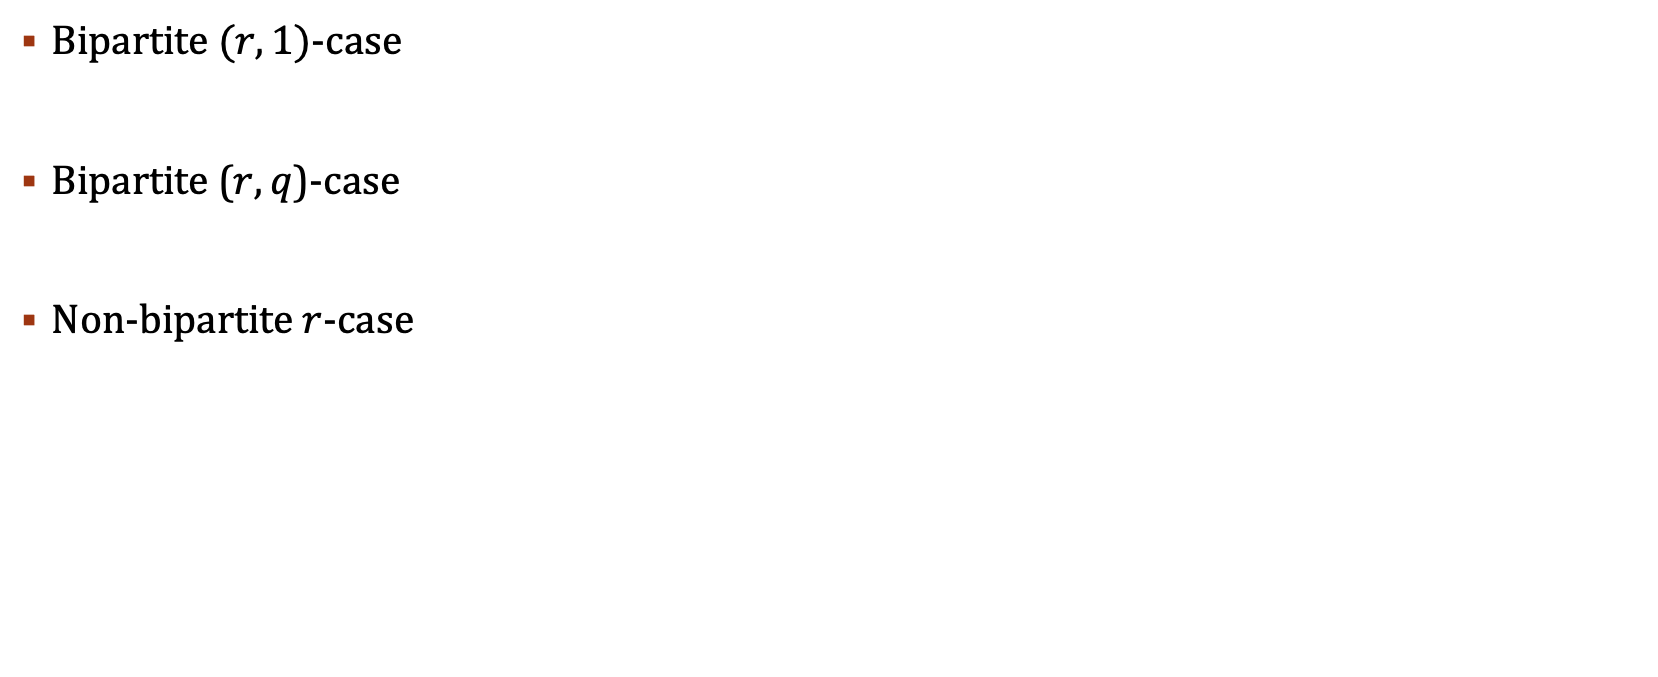 ▪ Bipartite (r, 1)-case
▪ Bipartite (r, q)-case
▪ Non-bipartite r-case